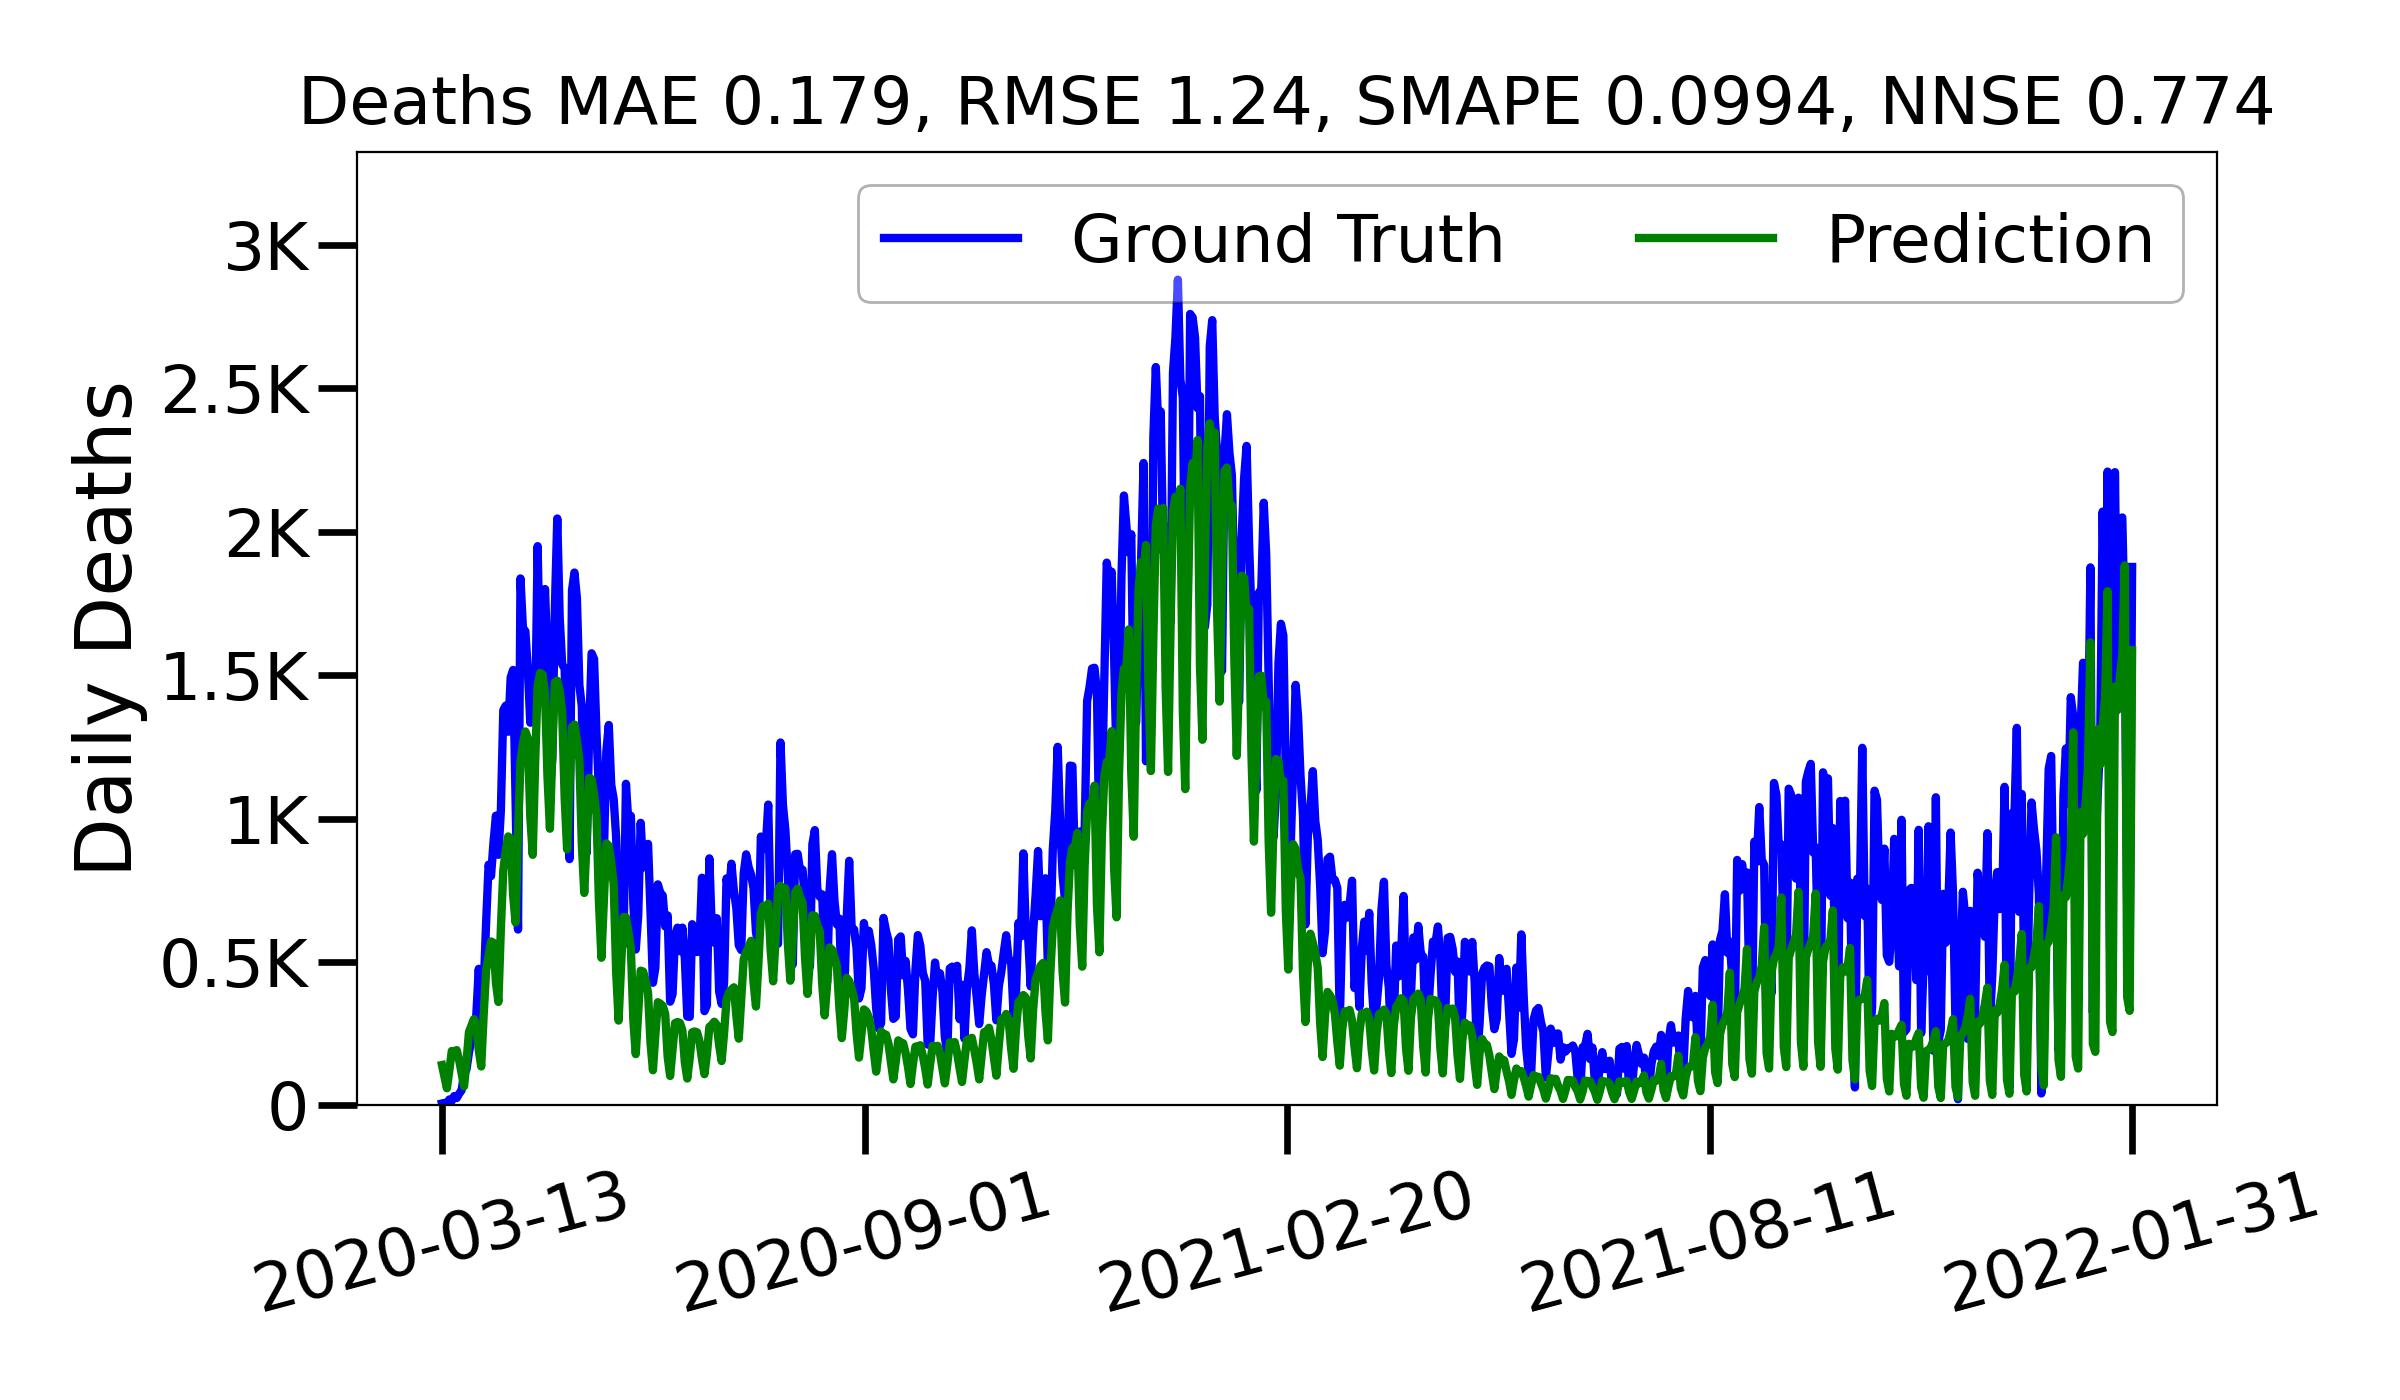 Deaths MAE 0.179, RMSE 1.24, SMAPE 0.0994, NNSE 0.774
Ground Truth
Prediction
Daily Deaths
3K
2.5K
2K
1.5K
1K
0.5K
0
2020-03-13
2020-09-01
2021-02-20
2021-08-11
2022-01-31